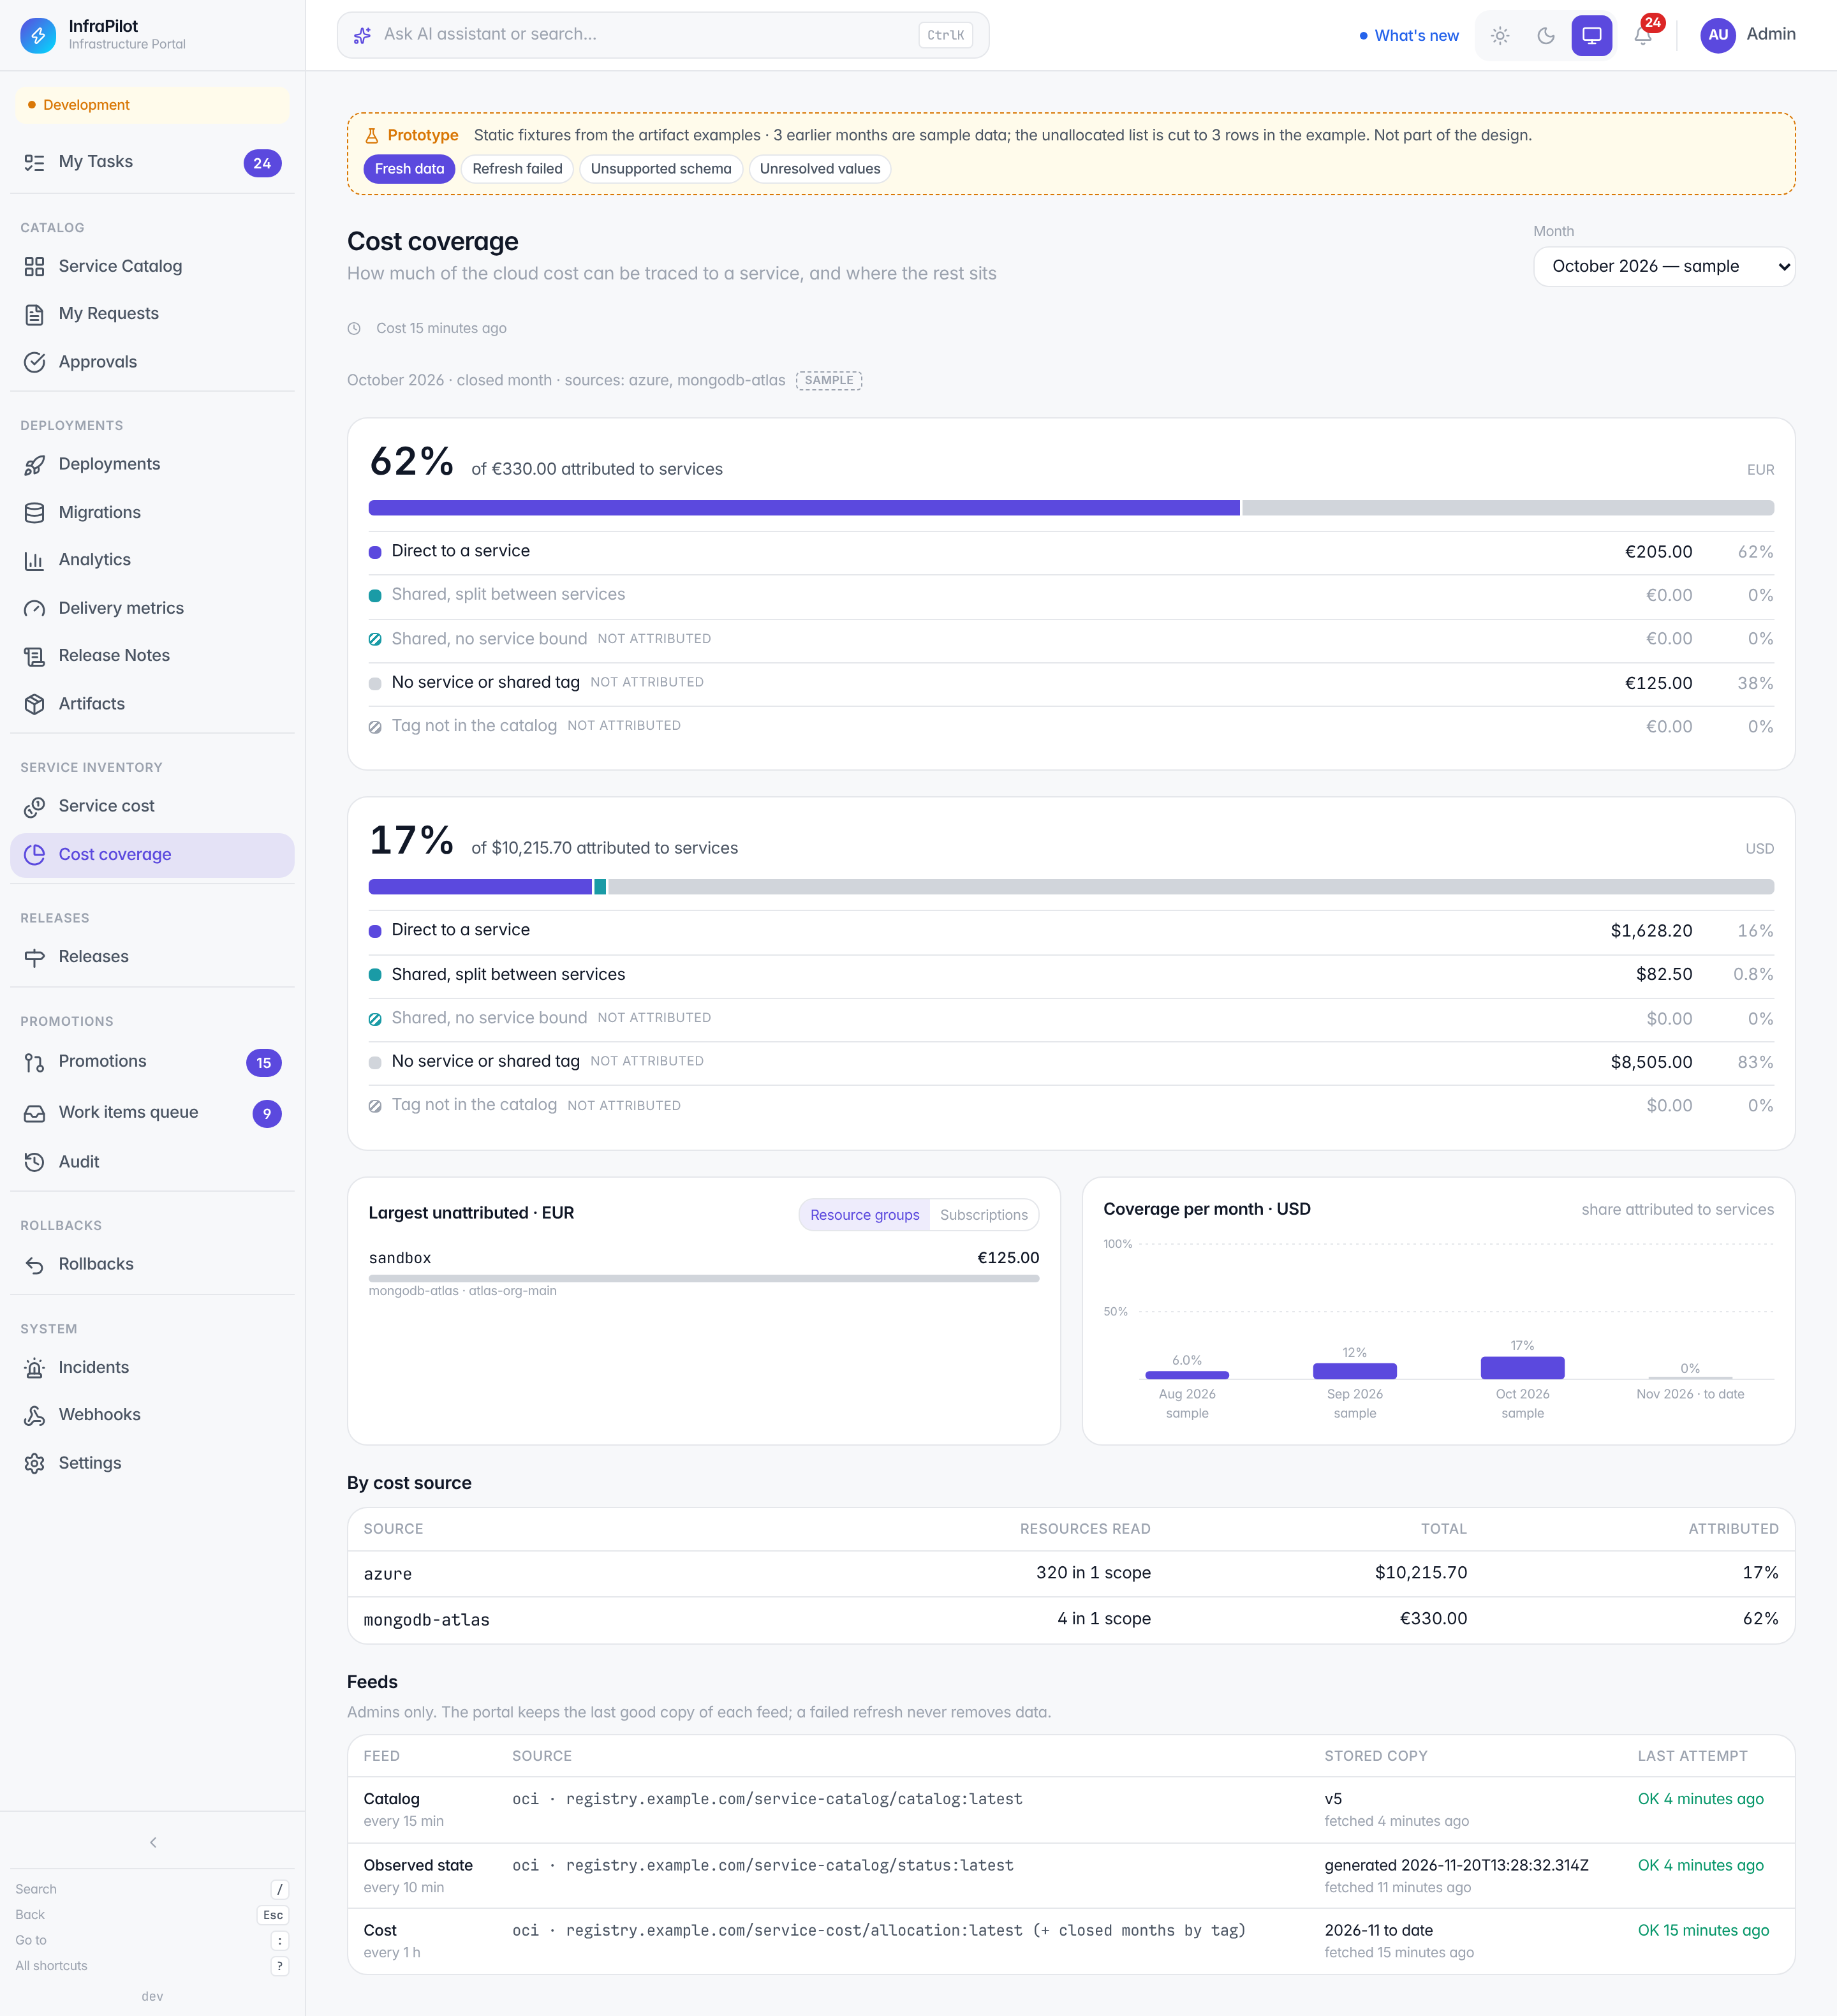 InfraPilot
Infrastructure Portal
Ask AI assistant or search...
CtrlK
What's new
24
AU
Admin
Development
My Tasks
24
CATALOG
Service Catalog
My Requests
Approvals
DEPLOYMENTS
Deployments
Migrations
Analytics
Delivery metrics
Release Notes
Artifacts
SERVICE INVENTORY
Service cost
Cost coverage
RELEASES
Releases
PROMOTIONS
Promotions
15
Work items queue
9
Audit
ROLLBACKS
Rollbacks
SYSTEM
Incidents
Webhooks
Settings
Search /
Back Esc
Go to :
All shortcuts ?
dev
Prototype Static fixtures from the artifact examples · 3 earlier months are sample data; the unallocated list is cut to 3 rows in the example. Not part of the design.
Fresh data Refresh failed Unsupported schema Unresolved values
Cost coverage
How much of the cloud cost can be traced to a service, and where the rest sits
Month
October 2026 — sample
Cost 15 minutes ago
October 2026 · closed month · sources: azure, mongodb-atlas SAMPLE
62% of €330.00 attributed to services EUR
Direct to a service €205.00 62%
Shared, split between services €0.00 0%
Shared, no service bound NOT ATTRIBUTED €0.00 0%
No service or shared tag NOT ATTRIBUTED €125.00 38%
Tag not in the catalog NOT ATTRIBUTED €0.00 0%
17% of $10,215.70 attributed to services USD
Direct to a service $1,628.20 16%
Shared, split between services $82.50 0.8%
Shared, no service bound NOT ATTRIBUTED $0.00 0%
No service or shared tag NOT ATTRIBUTED $8,505.00 83%
Tag not in the catalog NOT ATTRIBUTED $0.00 0%
Largest unattributed · EUR
Resource groups Subscriptions
sandbox €125.00
mongodb-atlas · atlas-org-main
Coverage per month · USD share attributed to services
100%
50%
6.0% 12% 17% 0%
Aug 2026 Sep 2026 Oct 2026 Nov 2026 · to date
sample sample sample
By cost source
SOURCE RESOURCES READ TOTAL ATTRIBUTED
azure 320 in 1 scope $10,215.70 17%
mongodb-atlas 4 in 1 scope €330.00 62%
Feeds
Admins only. The portal keeps the last good copy of each feed; a failed refresh never removes data.
FEED SOURCE STORED COPY LAST ATTEMPT
Catalog oci · registry.example.com/service-catalog/catalog:latest v5 OK 4 minutes ago
every 15 min fetched 4 minutes ago
Observed state oci · registry.example.com/service-catalog/status:latest generated 2026-11-20T13:28:32.314Z OK 4 minutes ago
every 10 min fetched 11 minutes ago
Cost oci · registry.example.com/service-cost/allocation:latest (+ closed months by tag) 2026-11 to date OK 15 minutes ago
every 1 h fetched 15 minutes ago